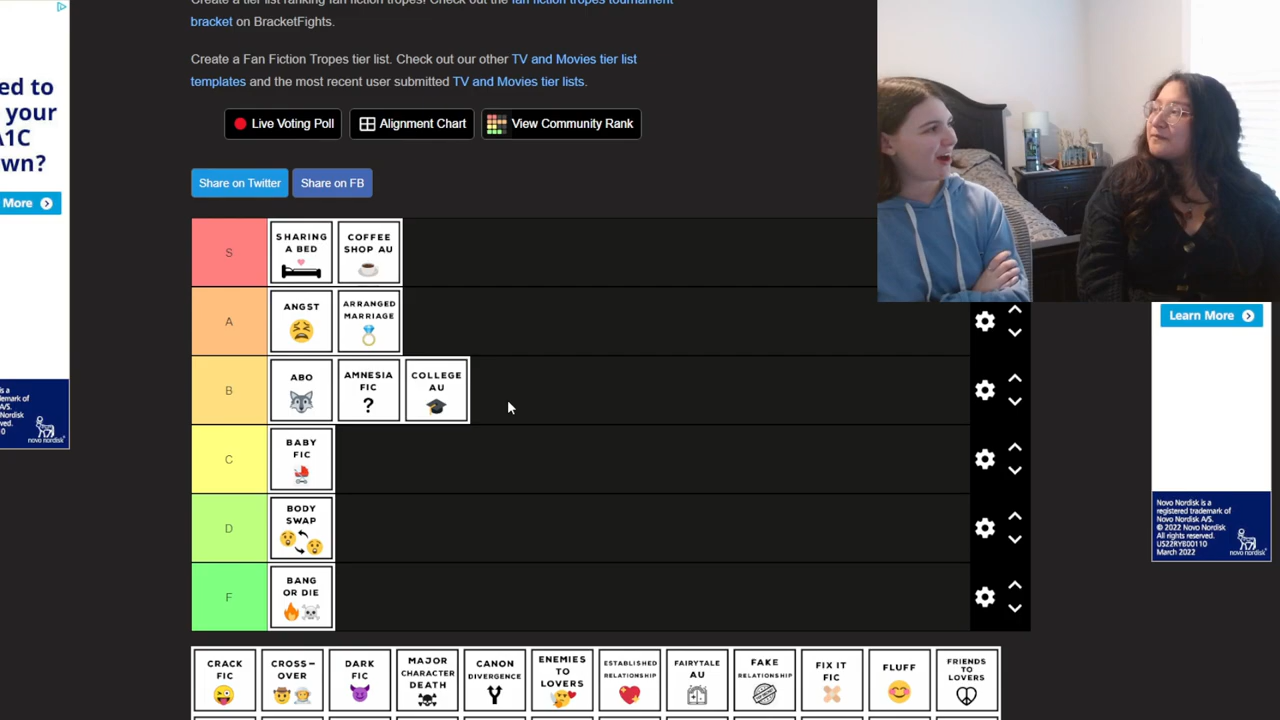 Create a tier list ranking fan fiction tropes! Check out the fan fiction tropes tournament
bracket on BracketFights.
Create a Fan Fiction Tropes tier list. Check out our other TV and Movies tier list
templates and the most recent user submitted TV and Movies tier lists.
Live Voting Poll
Alignment Chart
View Community Rank
Share on Twitter
Share on FB
ed to
your
A1C
wn?
More
novo nordisk
S
SHARING
A BED
COFFEE
SHOP AU
A
ANGST
ARRANGED
MARRIAGE
B
ABO
AMNESIA
FIC
?
COLLEGE
AU
C
BABY
FIC
D
BODY
SWAP
F
BANG
OR DIE
CRACK
FIC
CROSS-
OVER
DARK
FIC
MAJOR
CHARACTER
DEATH
CANON
DIVERGENCE
ENEMIES
TO
LOVERS
ESTABLISHED
RELATIONSHIP
FAIRYTALE
AU
FAKE
RELATIONSHIP
FIX IT
FIC
FLUFF
FRIENDS
TO
LOVERS
Learn More
Novo Nordisk is a
registered trademark of
Novo Nordisk A/S.
© 2022 Novo Nordisk
All rights reserved.
US22RYB00110
March 2022
novo nordisk